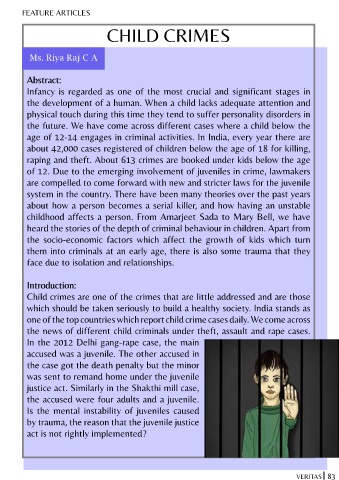 FEATURE ARTICLES
CHILD CRIMES
Ms. Riya Raj C A
Abstract:
Infancy is regarded as one of the most crucial and significant stages in
the development of a human. When a child lacks adequate attention and
physical touch during this time they tend to suffer personality disorders in
the future. We have come across different cases where a child below the
age of 12-14 engages in criminal activities. In India, every year there are
about 42,000 cases registered of children below the age of 18 for killing,
raping and theft. About 613 crimes are booked under kids below the age
of 12. Due to the emerging involvement of juveniles in crime, lawmakers
are compelled to come forward with new and stricter laws for the juvenile
system in the country. There have been many theories over the past years
about how a person becomes a serial killer, and how having an unstable
childhood affects a person. From Amarjeet Sada to Mary Bell, we have
heard the stories of the depth of criminal behaviour in children. Apart from
the socio-economic factors which affect the growth of kids which turn
them into criminals at an early age, there is also some trauma that they
face due to isolation and relationships.
Introduction:
Child crimes are one of the crimes that are little addressed and are those
which should be taken seriously to build a healthy society. India stands as
one of the top countries which report child crime cases daily. We come across
the news of different child criminals under theft, assault and rape cases.
In the 2012 Delhi gang-rape case, the main
accused was a juvenile. The other accused in
the case got the death penalty but the minor
was sent to remand home under the juvenile
justice act. Similarly in the Shakthi mill case,
the accused were four adults and a juvenile.
Is the mental instability of juveniles caused
by trauma, the reason that the juvenile justice
act is not rightly implemented?
VERITAS| 83